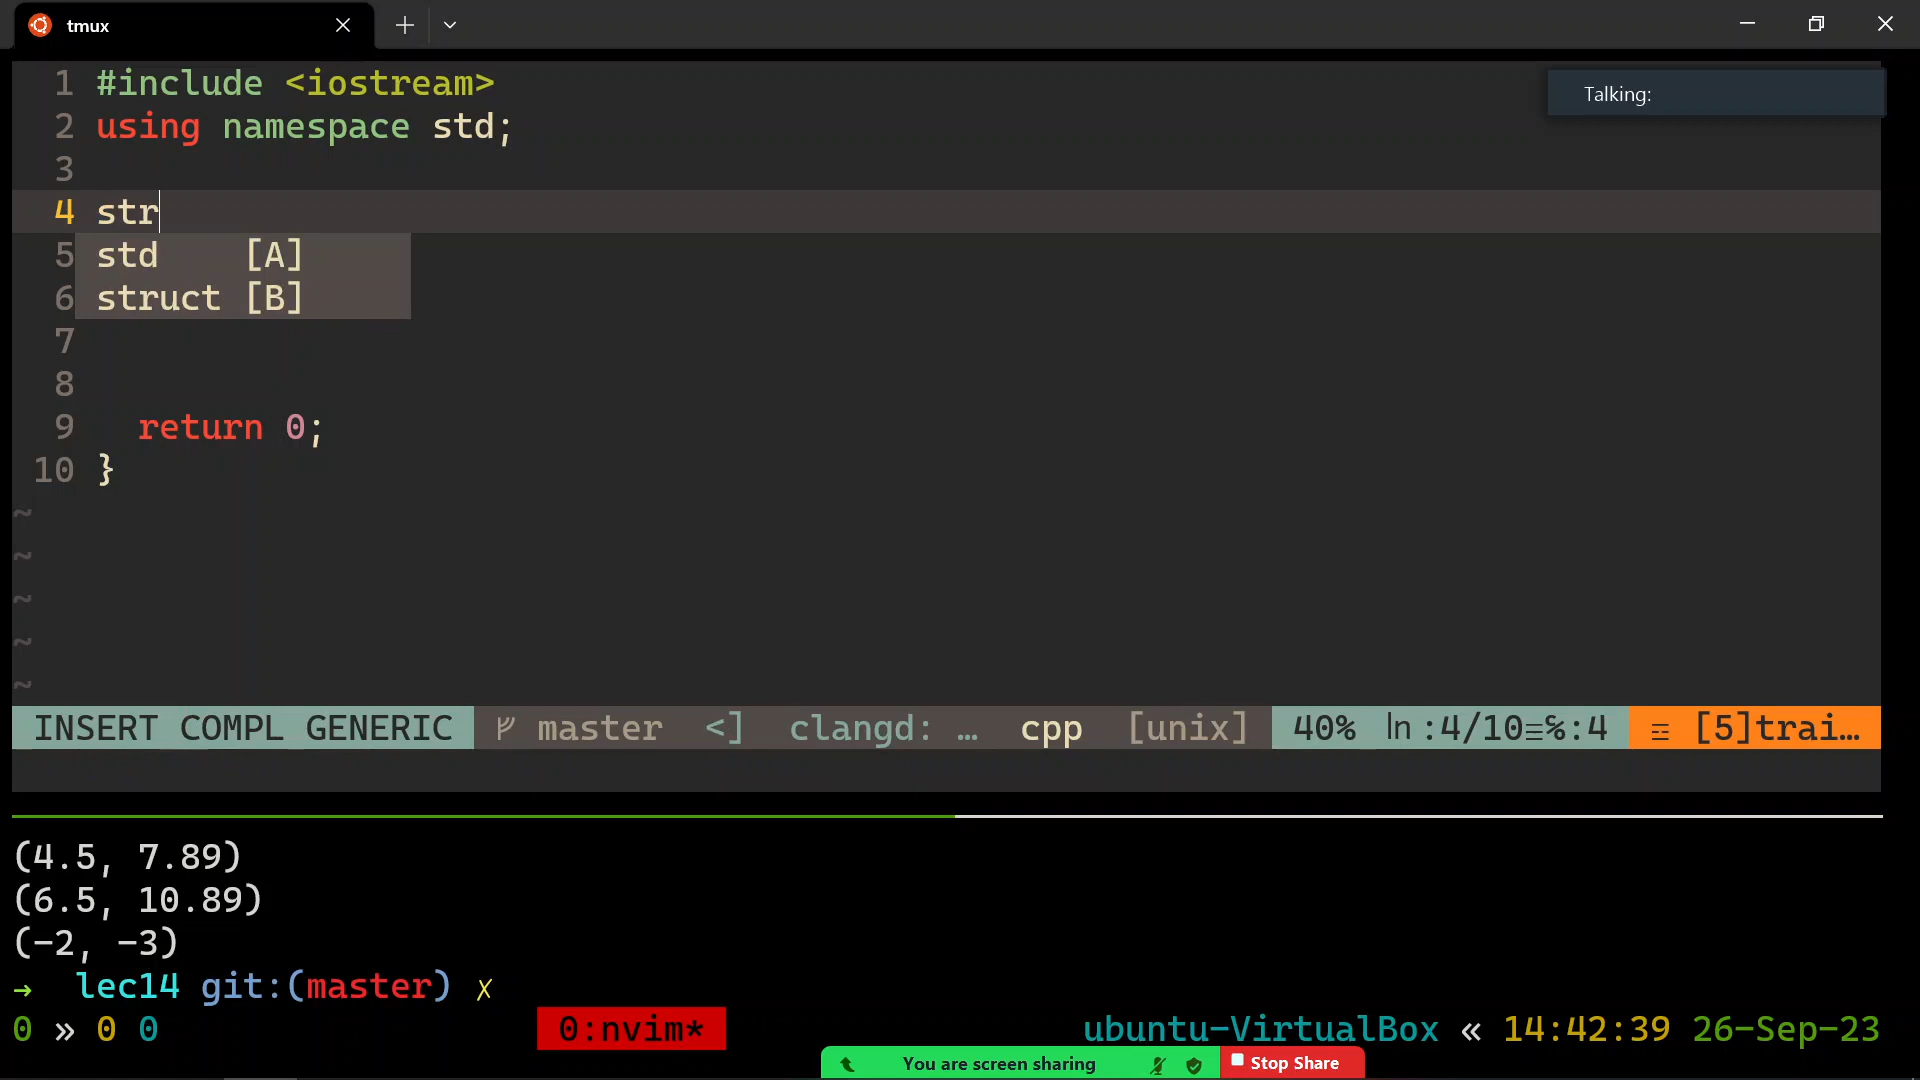 tmux
Talking:
1 #include <iostream>
2 using namespace std;
3
4 str
5 std [A]
6 struct [B]
7
8
9 return 0;
10 }
~
~
~
~
~
INSERT COMPL GENERIC master <] clangd: … cpp [unix] 40% ln :4/10≡℅:4 ☲ [5]trai…
(4.5, 7.89)
(6.5, 10.89)
(-2, -3)
→ lec14 git:(master) ✗
0 » 0 0 0:nvim* ubuntu-VirtualBox « 14:42:39 26-Sep-23
You are screen sharing Stop Share